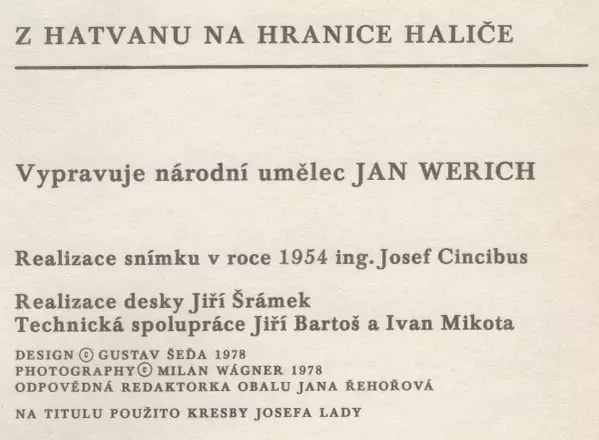 Z HATVANU NA HRANICE HALIČE
Vypravuje národní umělec JAN WERICH
Realizace snímku v roce 1954 ing. Josef Cincibus
Realizace desky Jiří Šrámek
Technická spolupráce Jiří Bartoš a Ivan Mikota
DESIGN © GUSTAV ŠEĎA 1978
PHOTOGRAPHY © MILAN WÁGNER 1978
ODPOVĚDNÁ REDAKTORKA OBALU JANA ŘEHOŘOVÁ
NA TITULU POUŽITO KRESBY JOSEFA LADY